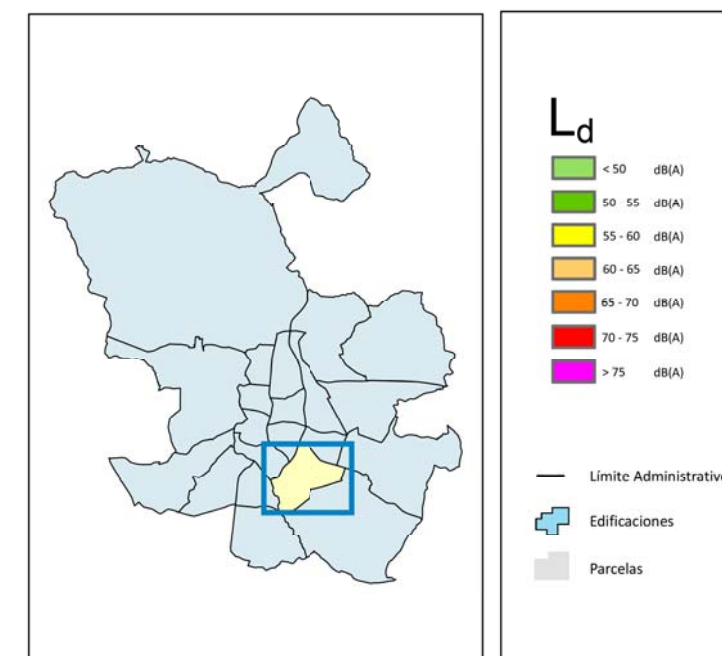 Ld
< 50 dB(A)
50 - 55 dB(A)
55 - 60 dB(A)
60 - 65 dB(A)
65 - 70 dB(A)
70 - 75 dB(A)
> 75 dB(A)
Límite Administrativo
Edificaciones
Parcelas